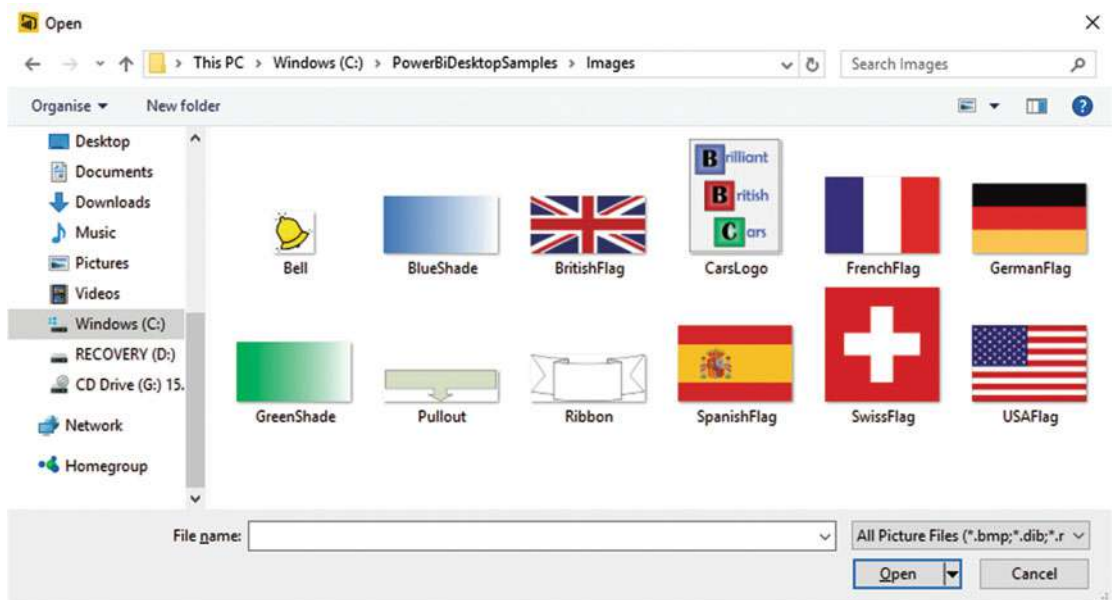 Open
This PC > Windows (C:) > PowerBiDesktopSamples > Images
Search Images
Organise
New folder
Desktop
Documents
Downloads
Music
Pictures
Videos
Windows (C:)
RECOVERY (D:)
CD Drive (G:) 15.
Network
Homegroup
Brilliant
British
Cars
Bell
BlueShade
BritishFlag
CarsLogo
FrenchFlag
GermanFlag
GreenShade
Pullout
Ribbon
SpanishFlag
SwissFlag
USAFlag
File name:
All Picture Files (*.bmp;*.dib;*.r
Open
Cancel